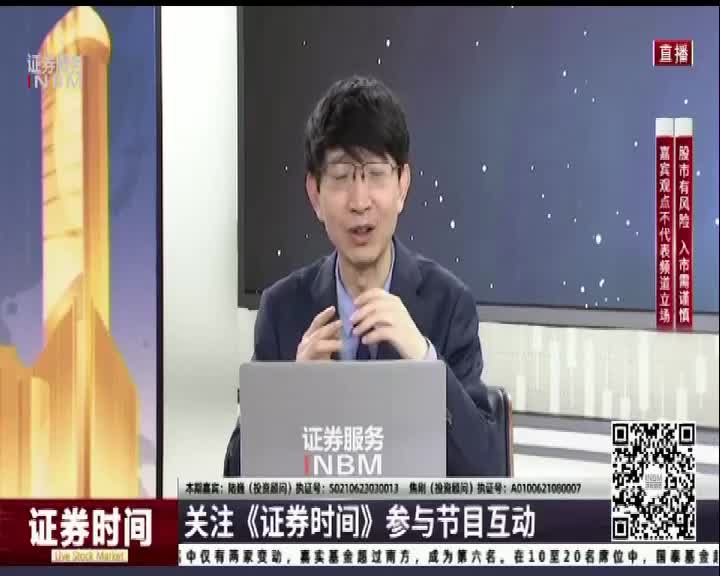 证券服务
INBM
直播
股市有风险 入市需谨慎
嘉宾观点不代表频道立场
证券服务
INBM
INBM
本期嘉宾：陆巍（投资顾问）执证号：S0210623030013 焦刚（投资顾问）执证号：A0100621080007
证券时间
Live Stock Market
关注《证券时间》参与节目互动
中仅有两家变动，嘉实基金超过南方，成为第六名。在10至20名席位中，国泰基金